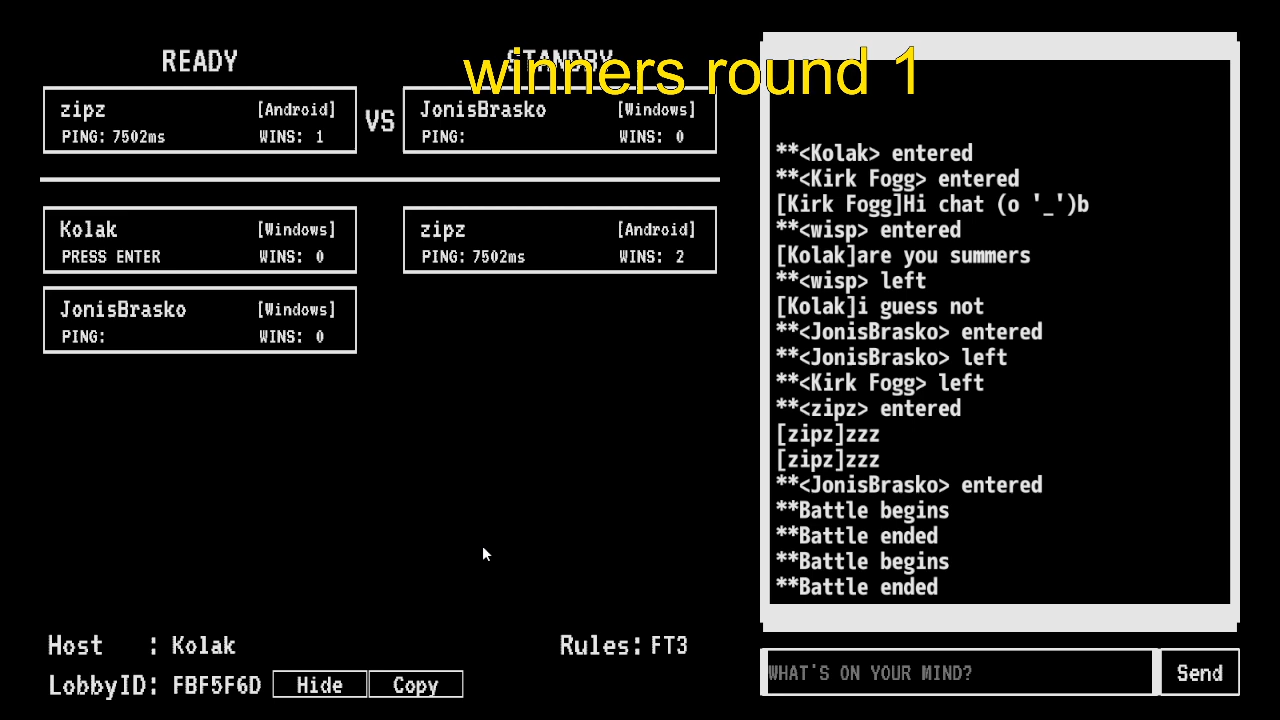 READY
STANDBY
winners round 1
zipz [Android]
PING: 7502ms WINS: 1
VS
JonisBrasko [Windows]
PING: WINS: 0
Kolak [Windows]
PRESS ENTER WINS: 0
zipz [Android]
PING: 7502ms WINS: 2
JonisBrasko [Windows]
PING: WINS: 0
Host : Kolak
Rules: FT3
LobbyID: FBF5F6D Hide Copy
**<Kolak> entered
**<Kirk Fogg> entered
[Kirk Fogg]Hi chat (o '_')b
**<wisp> entered
[Kolak]are you summers
**<wisp> left
[Kolak]i guess not
**<JonisBrasko> entered
**<JonisBrasko> left
**<Kirk Fogg> left
**<zipz> entered
[zipz]zzz
[zipz]zzz
**<JonisBrasko> entered
**Battle begins
**Battle ended
**Battle begins
**Battle ended
WHAT'S ON YOUR MIND? Send